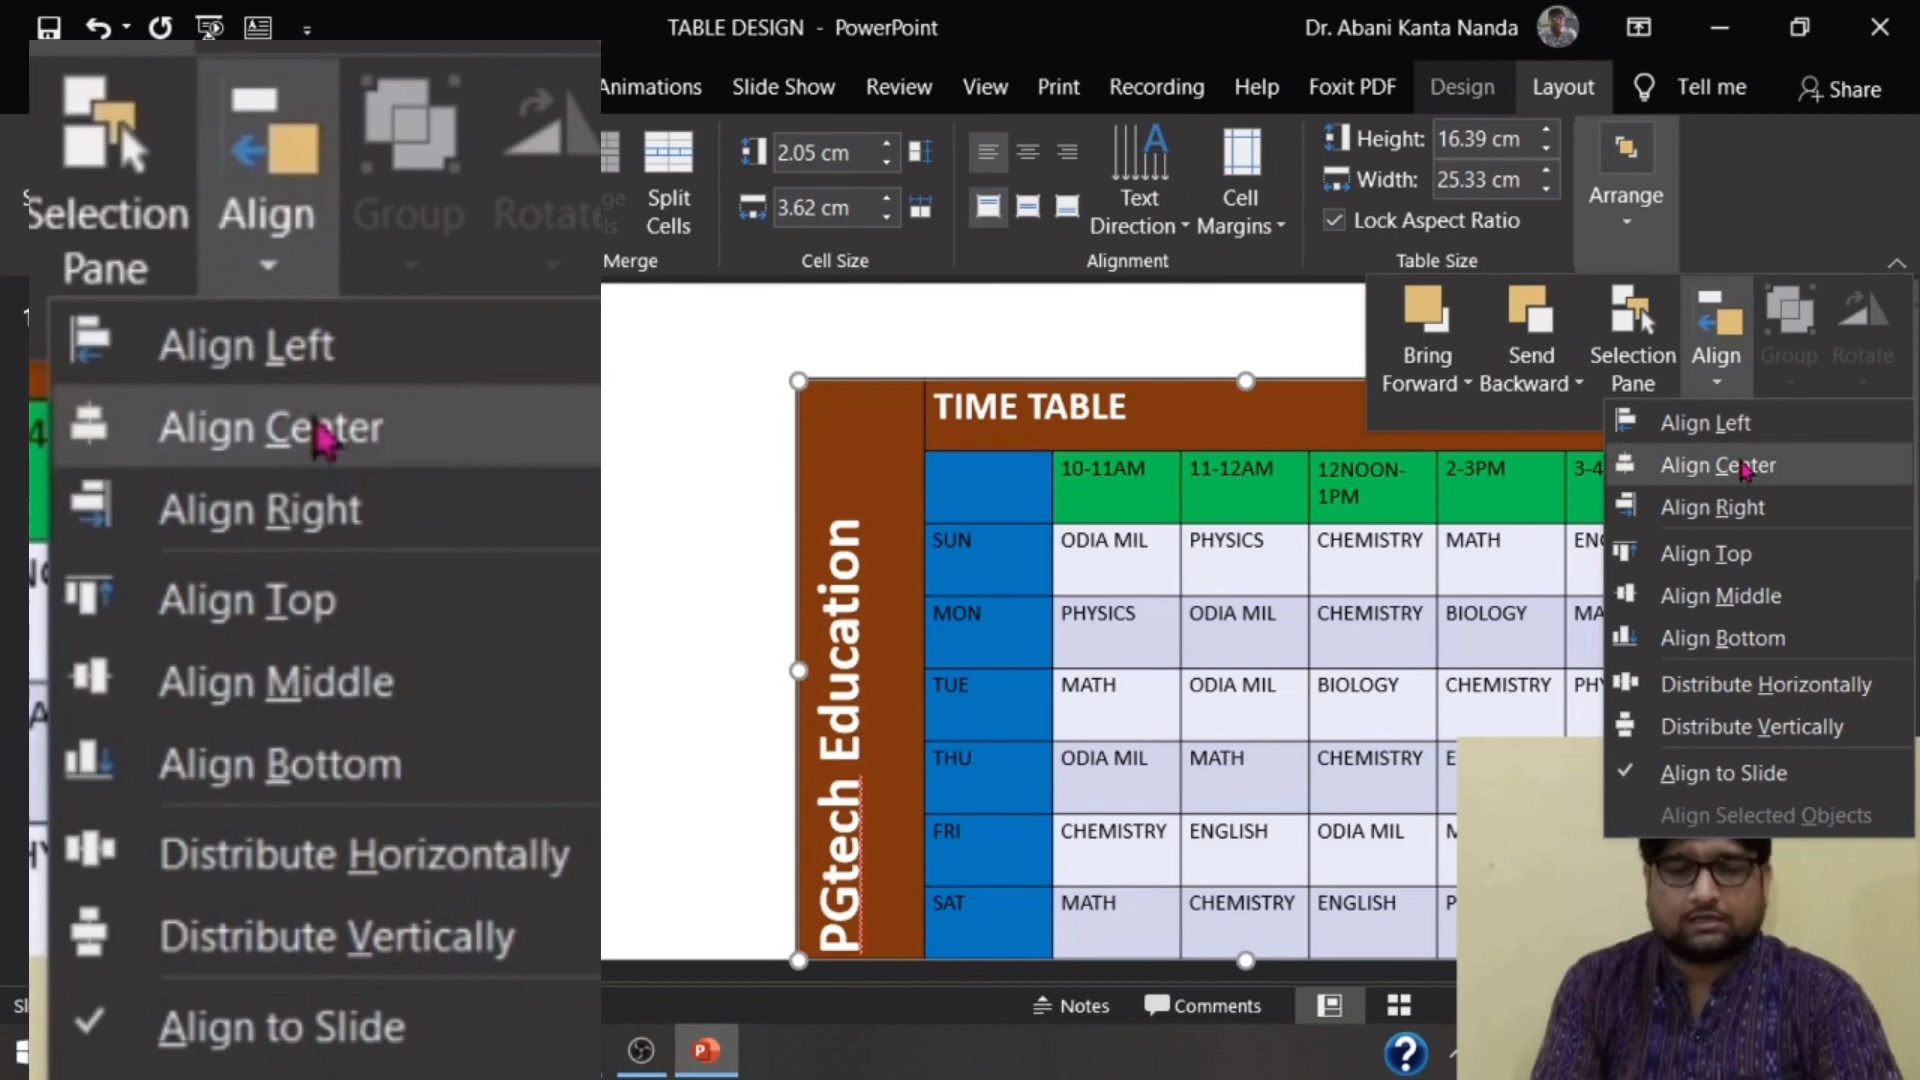 TABLE DESIGN - PowerPoint
Dr. Abani Kanta Nanda
Animations
Slide Show
Review
View
Print
Recording
Help
Foxit PDF
Design
Layout
Tell me
Share
Selection
Pane
Align
Group
Rotate
Align Left
Align Center
Align Right
Align Top
Align Middle
Align Bottom
Distribute Horizontally
Distribute Vertically
Align to Slide
Split
Cells
Merge
2.05 cm
3.62 cm
Cell Size
Text
Direction
Cell
Margins
Alignment
Height: 16.39 cm
Width: 25.33 cm
Lock Aspect Ratio
Table Size
Arrange
Bring
Forward
Send
Backward
Selection
Pane
Align
Group
Rotate
Align Left
Align Center
Align Right
Align Top
Align Middle
Align Bottom
Distribute Horizontally
Distribute Vertically
Align to Slide
Align Selected Objects
PGtech Education
TIME TABLE
10-11AM 11-12AM 12NOON- 2-3PM 3-4
1PM
SUN ODIA MIL PHYSICS CHEMISTRY MATH
MON PHYSICS ODIA MIL CHEMISTRY BIOLOGY MA
TUE MATH ODIA MIL BIOLOGY CHEMISTRY PHY
THU ODIA MIL MATH CHEMISTRY E
FRI CHEMISTRY ENGLISH ODIA MIL M
SAT MATH CHEMISTRY ENGLISH P
Notes
Comments